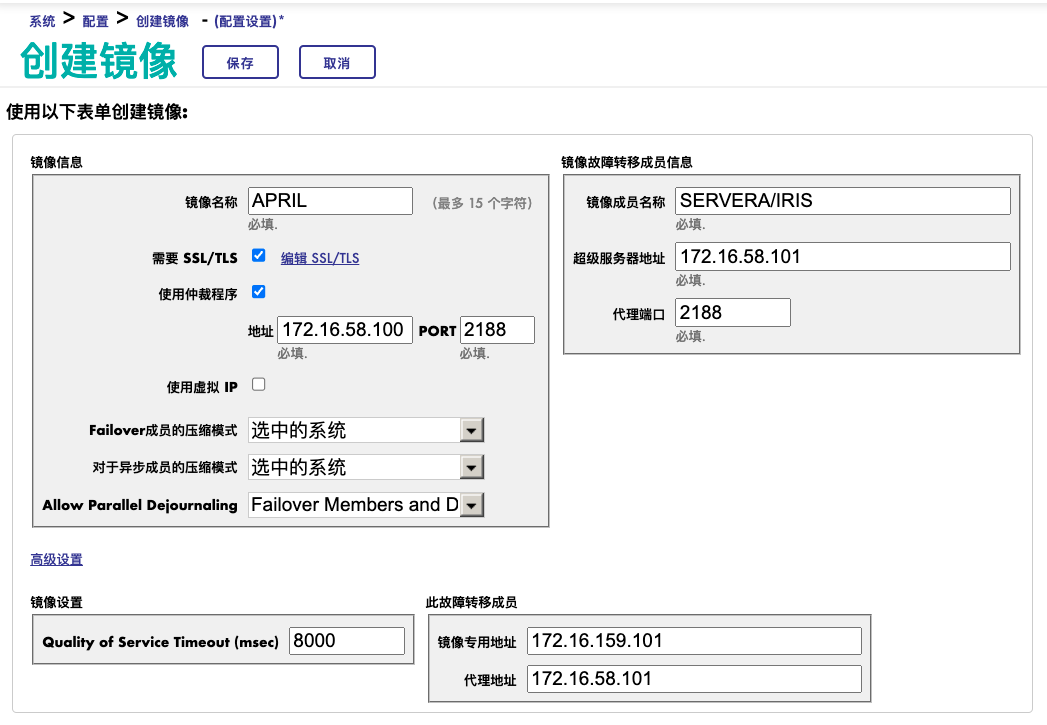 系统 > 配置 > 创建镜像 - (配置设置)*
创建镜像 保存 取消
使用以下表单创建镜像:
镜像信息
镜像名称 APRIL (最多 15 个字符)
必填.
需要 SSL/TLS 编辑 SSL/TLS
使用仲裁程序
地址 172.16.58.100 PORT 2188
必填. 必填.
使用虚拟 IP
Failover成员的压缩模式 选中的系统
对于异步成员的压缩模式 选中的系统
Allow Parallel Dejournaling Failover Members and D
镜像故障转移成员信息
镜像成员名称 SERVERA/IRIS
必填.
超级服务器地址 172.16.58.101
必填.
代理端口 2188
必填.
高级设置
镜像设置
Quality of Service Timeout (msec) 8000
此故障转移成员
镜像专用地址 172.16.159.101
代理地址 172.16.58.101